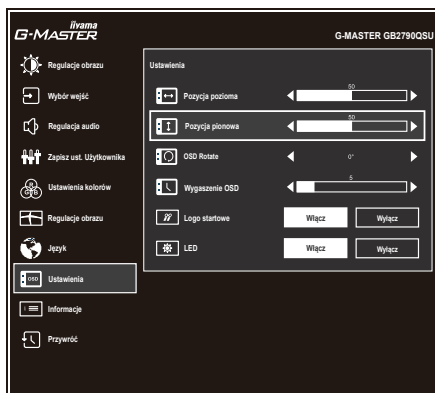 iiyama
G-MASTER
G-MASTER GB2790QSU
Regulacje obrazu
Wybór wejść
Regulacja audio
Zapisz ust. Użytkownika
R
G B
Ustawienia kolorów
Regulacje obrazu
Język
OSD
Ustawienia
Informacje
Przywróć
Ustawienia
Pozycja pozioma
50
Pozycja pionowa
50
OSD Rotate
0°
Wygaszenie OSD
5
Logo startowe
Włącz
Wyłącz
LED
Włącz
Wyłącz